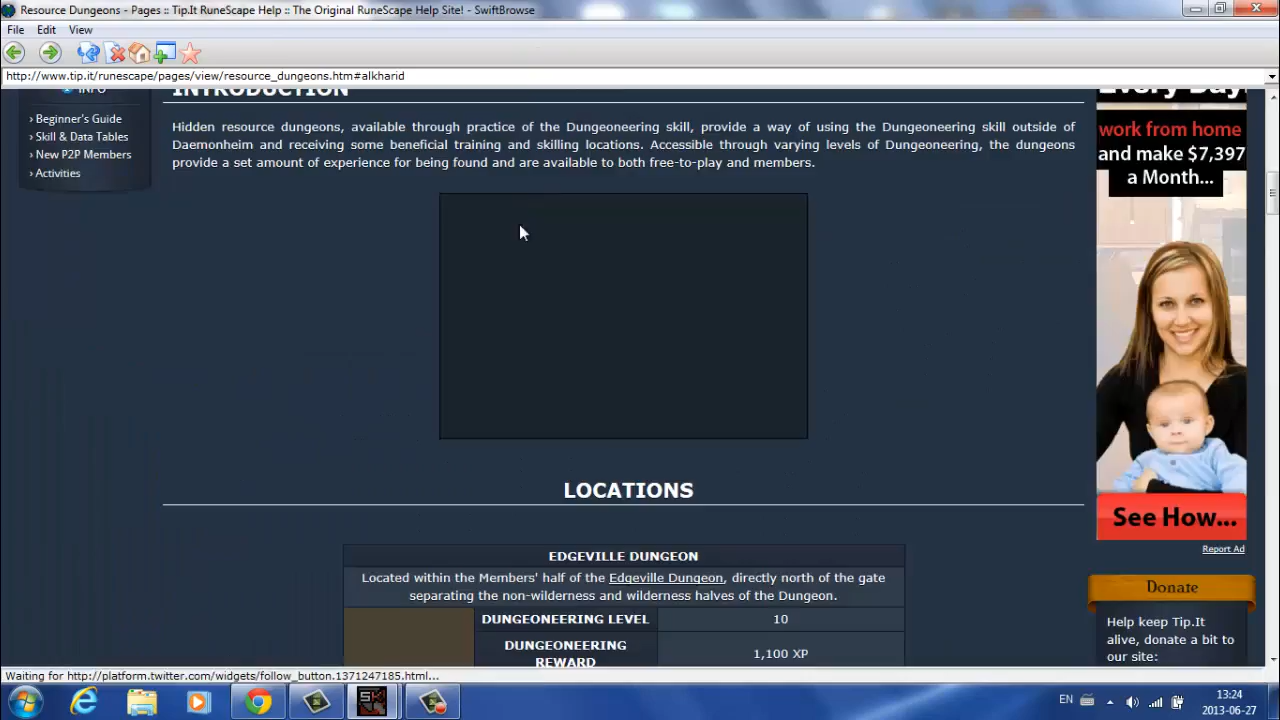 Resource Dungeons - Pages :: Tip.It RuneScape Help :: The Original RuneScape Help Site! - SwiftBrowse
File Edit View
http://www.tip.it/runescape/pages/view/resource_dungeons.htm#alkharid
INFO
› Beginner's Guide
› Skill & Data Tables
› New P2P Members
› Activities
INTRODUCTION
Hidden resource dungeons, available through practice of the Dungeoneering skill, provide a way of using the Dungeoneering skill outside of
Daemonheim and receiving some beneficial training and skilling locations. Accessible through varying levels of Dungeoneering, the dungeons
provide a set amount of experience for being found and are available to both free-to-play and members.
LOCATIONS
EDGEVILLE DUNGEON
Located within the Members' half of the Edgeville Dungeon, directly north of the gate
separating the non-wilderness and wilderness halves of the Dungeon.
DUNGEONEERING LEVEL 10
DUNGEONEERING
REWARD
1,100 XP
Every Day!
work from home
and make $7,397
a Month...
See How...
Report Ad
Donate
Help keep Tip.It
alive, donate a bit to
our site:
Waiting for http://platform.twitter.com/widgets/follow_button.1371247185.html...
EN
13:24
2013-06-27